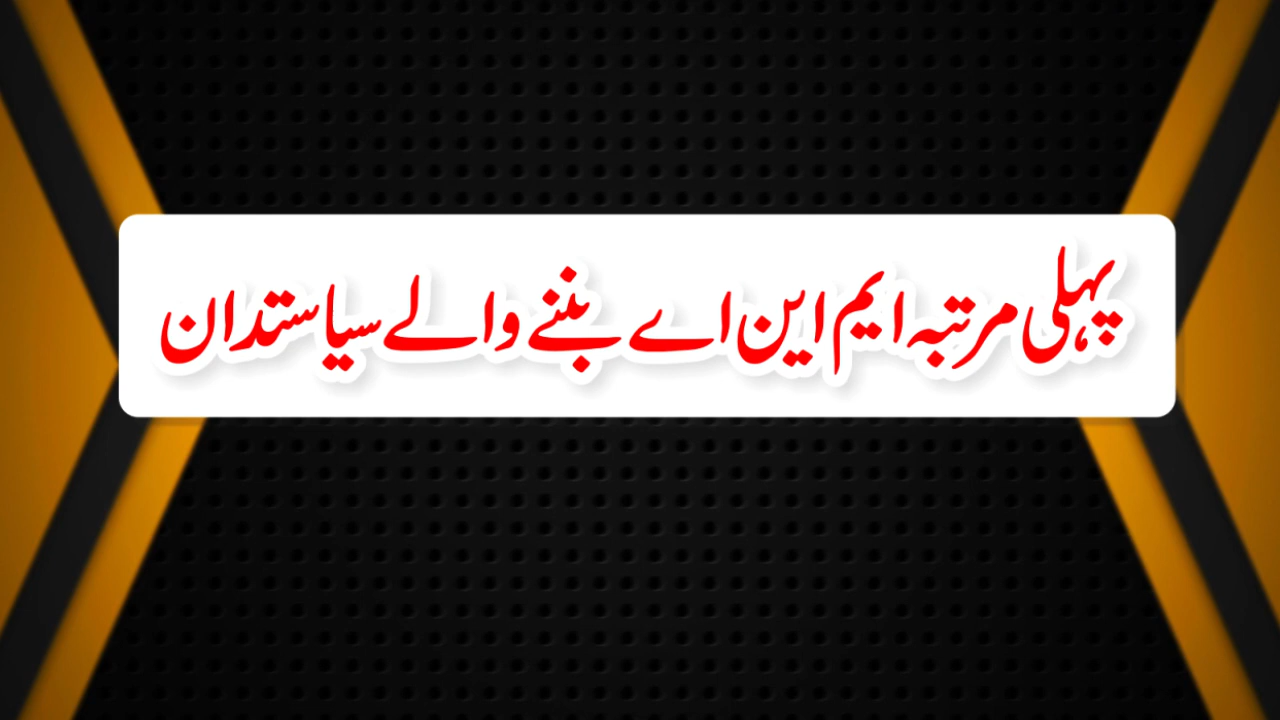 پہلی مرتبہ ایم این اے بننے والے سیاستدان